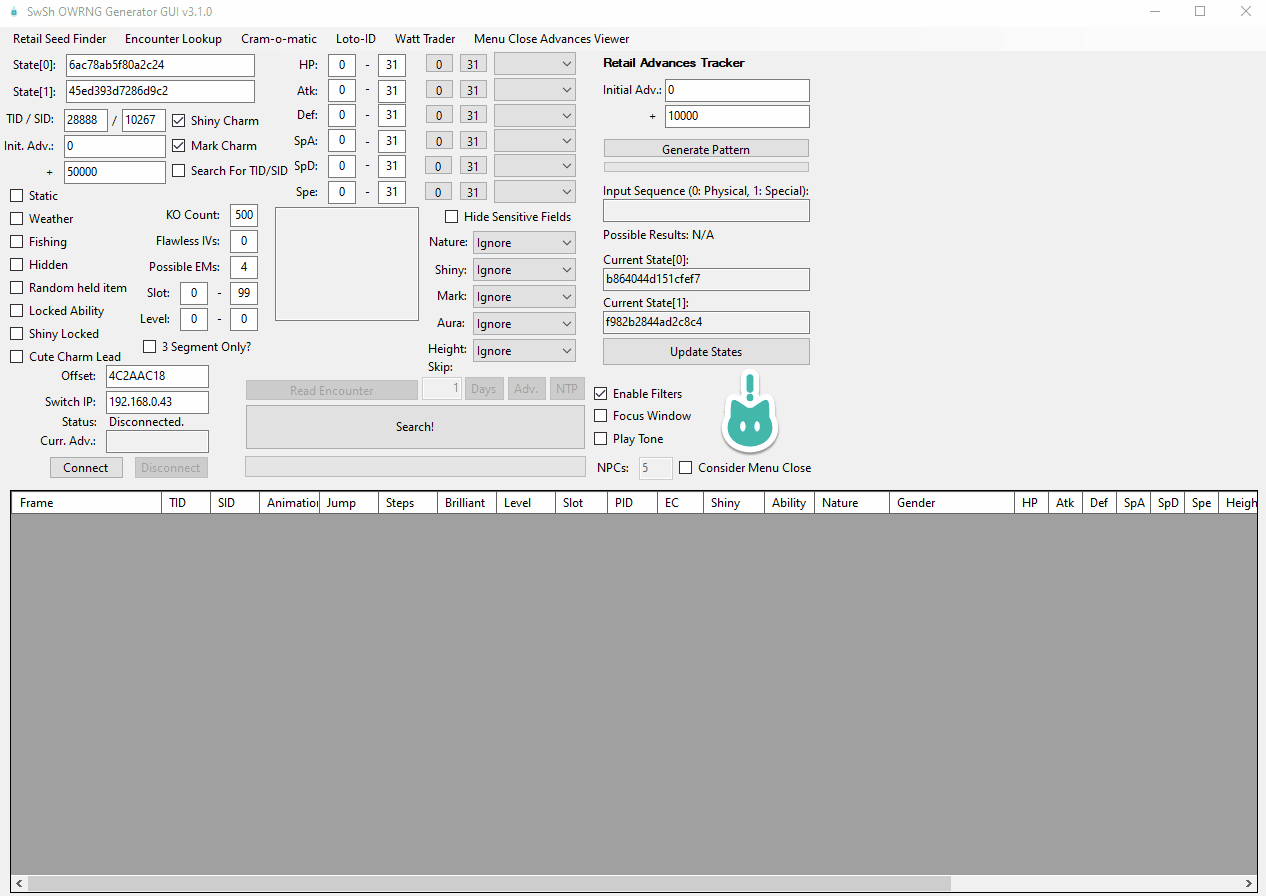 SwSh OWRNG Generator GUI v3.1.0
Retail Seed Finder Encounter Lookup Cram-o-matic Loto-ID Watt Trader Menu Close Advances Viewer
State[0]: 6ac78ab5f80a2c24
State[1]: 45ed393d7286d9c2
TID / SID: 28888 / 10267 Shiny Charm
Init. Adv.: 0 Mark Charm
+ 50000 Search For TID/SID
Static
Weather
Fishing
Hidden
Random held item
Locked Ability
Shiny Locked
Cute Charm Lead
KO Count: 500
Flawless IVs: 0
Possible EMs: 4
Slot: 0 - 99
Level: 0 - 0
3 Segment Only?
Offset: 4C2AAC18
Switch IP: 192.168.0.43
Status: Disconnected.
Curr. Adv.:
Connect Disconnect
HP: 0 - 31 0 31
Atk: 0 - 31 0 31
Def: 0 - 31 0 31
SpA: 0 - 31 0 31
SpD: 0 - 31 0 31
Spe: 0 - 31 0 31
Hide Sensitive Fields
Nature: Ignore
Shiny: Ignore
Mark: Ignore
Aura: Ignore
Height: Ignore
Skip:
Read Encounter 1 Days Adv. NTP
Search!
Retail Advances Tracker
Initial Adv.: 0
+ 10000
Generate Pattern
Input Sequence (0: Physical, 1: Special):
Possible Results: N/A
Current State[0]:
b864044d151cfef7
Current State[1]:
f982b2844ad2c8c4
Update States
Enable Filters
Focus Window
Play Tone
NPCs: 5 Consider Menu Close
Frame TID SID Animation Jump Steps Brilliant Level Slot PID EC Shiny Ability Nature Gender HP Atk Def SpA SpD Spe Heigh